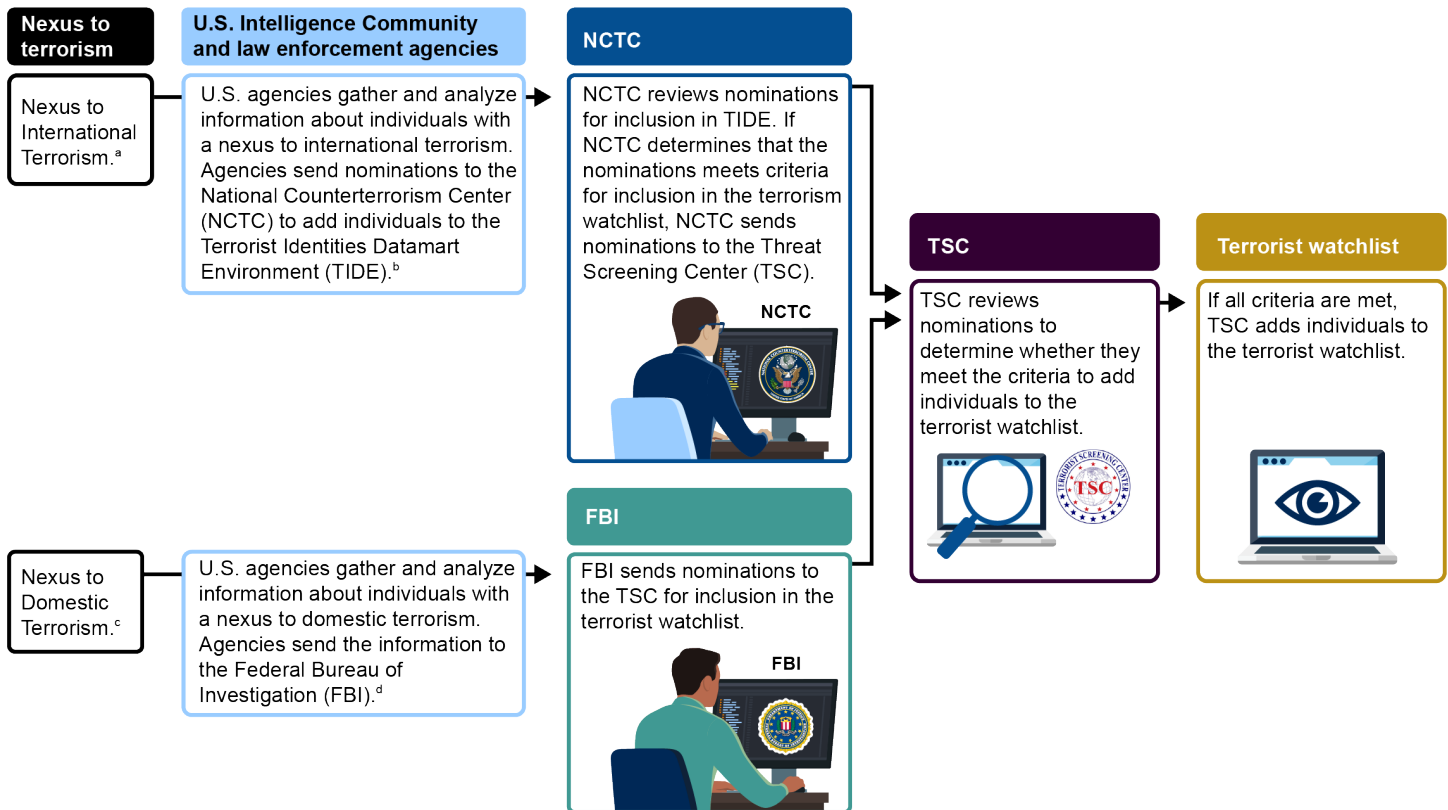 Nexus to
terrorism
U.S. Intelligence Community
and law enforcement agencies
NCTC
Nexus to
International
Terrorism.ᵃ
U.S. agencies gather and analyze
information about individuals with
a nexus to international terrorism.
Agencies send nominations to the
National Counterterrorism Center
(NCTC) to add individuals to the
Terrorist Identities Datamart
Environment (TIDE).ᵇ
NCTC reviews nominations
for inclusion in TIDE. If
NCTC determines that the
nominations meets criteria
for inclusion in the terrorism
watchlist, NCTC sends
nominations to the Threat
Screening Center (TSC).
NCTC
FBI
Nexus to
Domestic
Terrorism.ᶜ
U.S. agencies gather and analyze
information about individuals with
a nexus to domestic terrorism.
Agencies send the information to
the Federal Bureau of
Investigation (FBI).ᵈ
FBI sends nominations to
the TSC for inclusion in the
terrorist watchlist.
FBI
TSC
TSC reviews
nominations to
determine whether they
meet the criteria to add
individuals to the
terrorist watchlist.
TERRORIST SCREENING CENTER
TSC
Terrorist watchlist
If all criteria are met,
TSC adds individuals to
the terrorist watchlist.